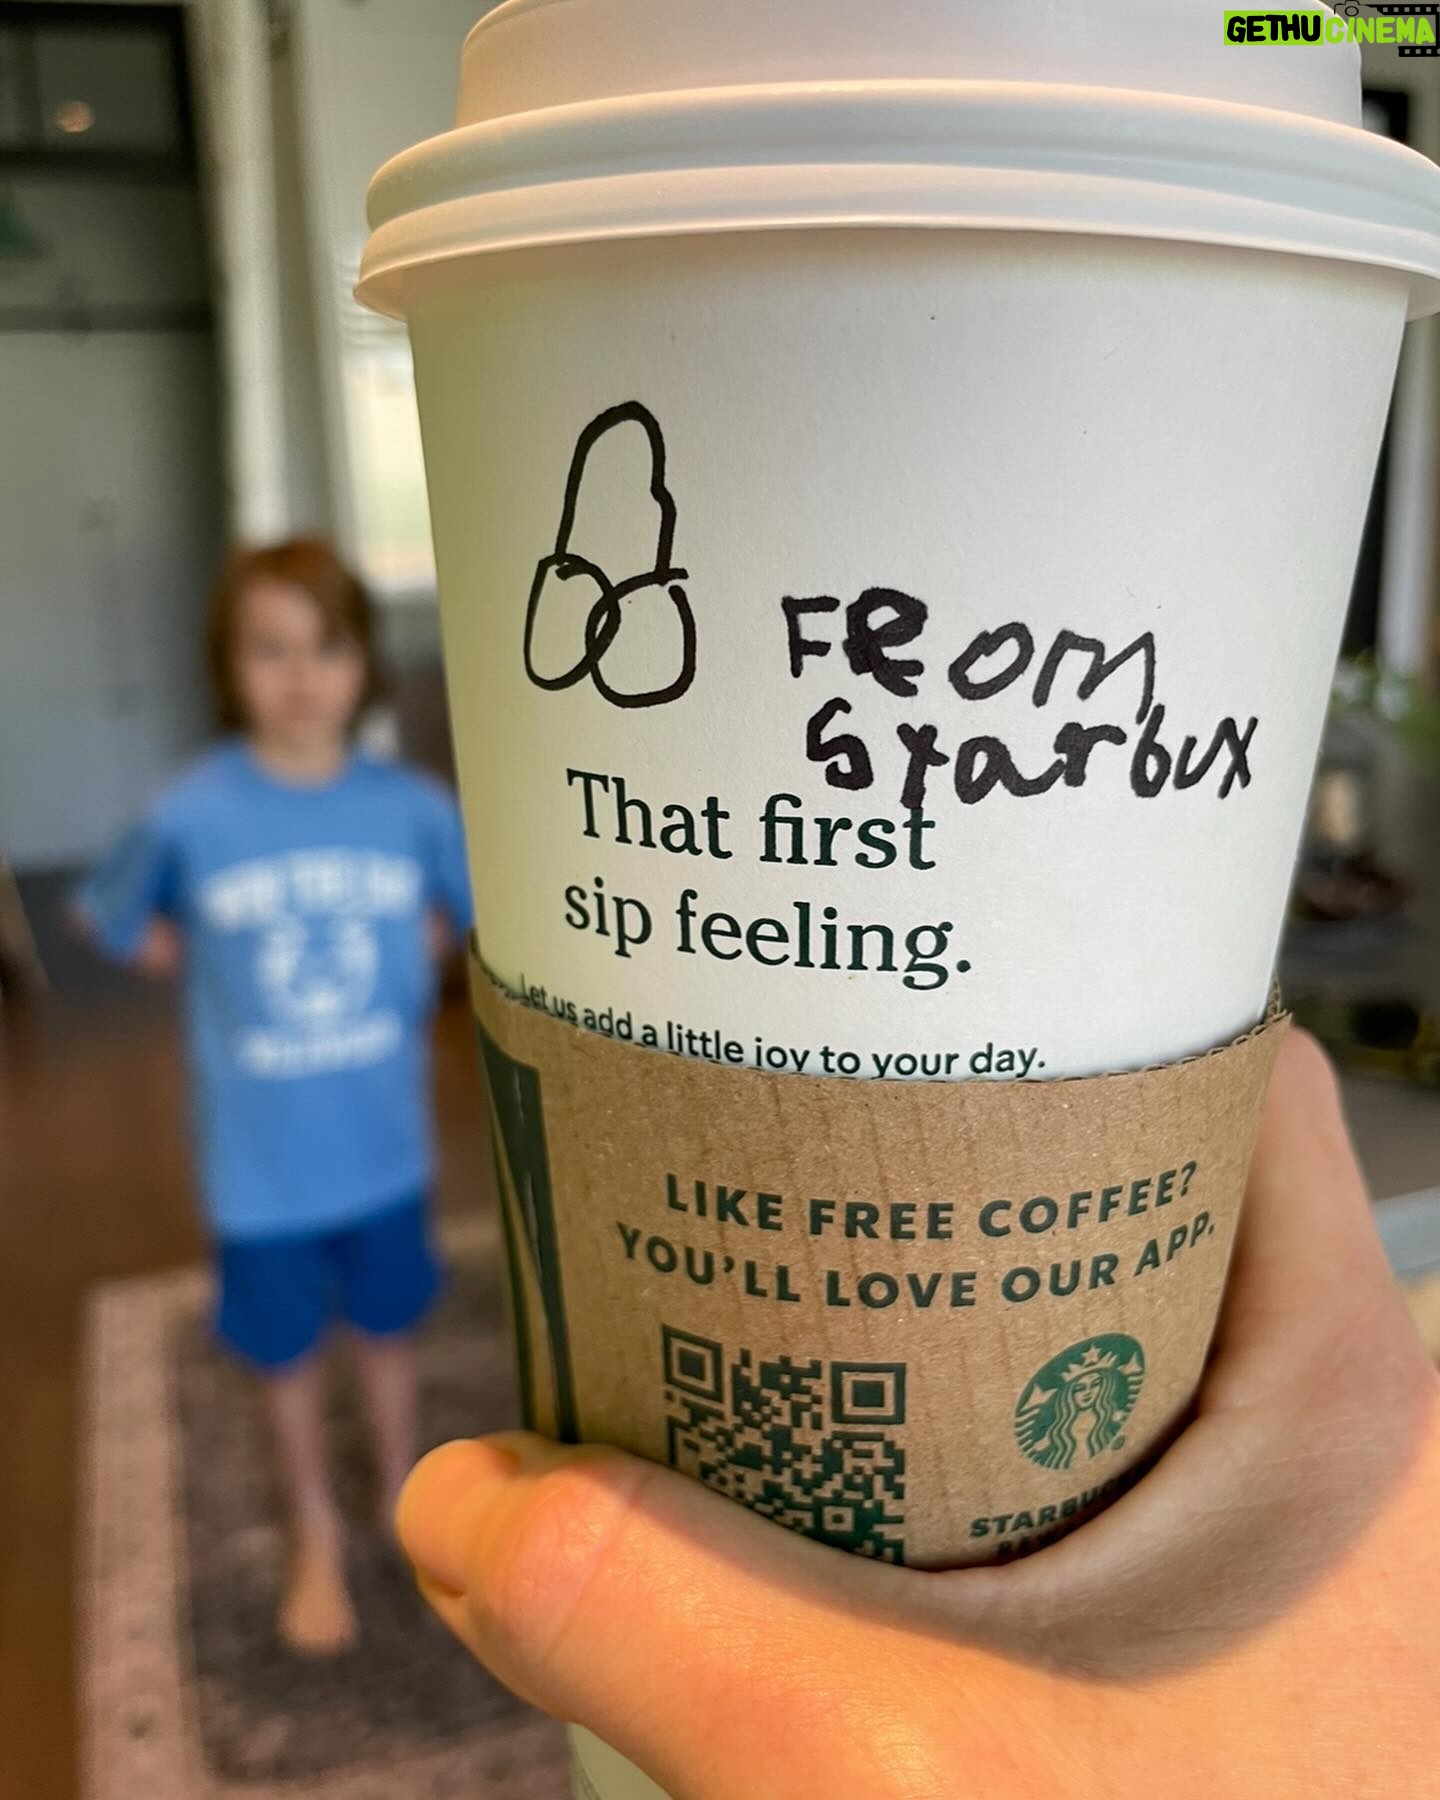 GETHU CINEMA
FROM
Starbux
That first
sip feeling.
Let us add a little joy to your day.
LIKE FREE COFFEE?
YOU'LL LOVE OUR APP.
STARBUC